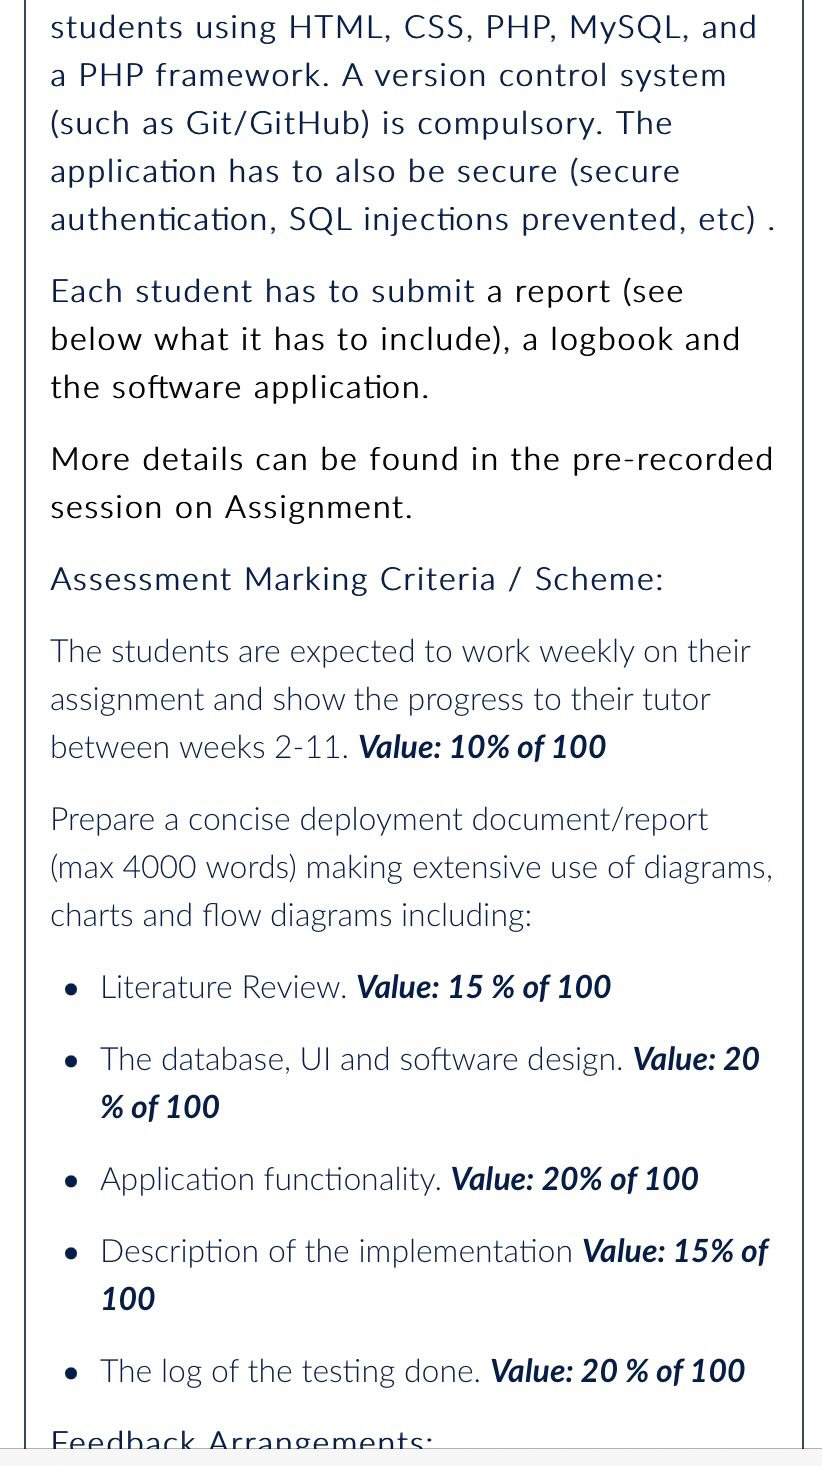 students using HTML, CSS, PHP, MySQL, and
a PHP framework. A version control system
(such as Git/GitHub) is compulsory. The
application has to also be secure (secure
authentication, SQL injections prevented, etc) .
Each student has to submit a report (see
below what it has to include), a logbook and
the software application.
More details can be found in the pre-recorded
session on Assignment.
Assessment Marking Criteria / Scheme:
The students are expected to work weekly on their
assignment and show the progress to their tutor
between weeks 2-11. Value: 10% of 100
Prepare a concise deployment document/report
(max 4000 words) making extensive use of diagrams,
charts and flow diagrams including:
• Literature Review. Value: 15 % of 100
• The database, UI and software design. Value: 20
% of 100
• Application functionality. Value: 20% of 100
• Description of the implementation Value: 15% of
100
• The log of the testing done. Value: 20 % of 100
Feedback Arrangements: